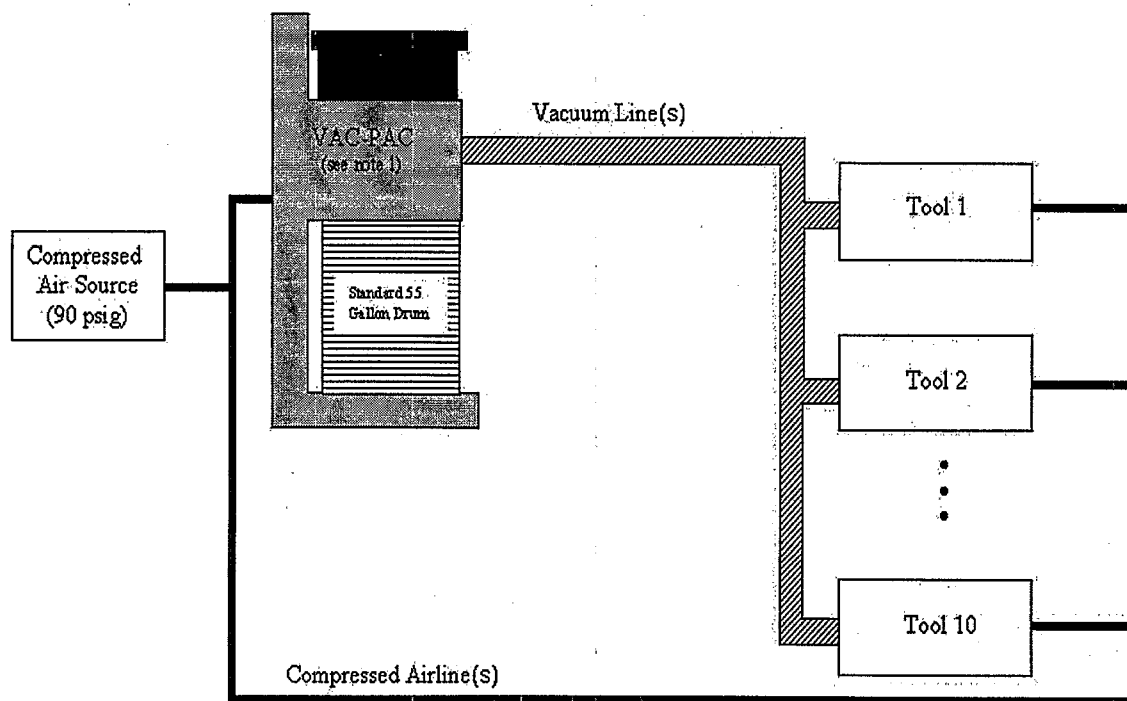 Vacuum Line(s)
VAC-PAC
(see note 1)
Tool 1
Compressed
Air Source
(90 psig)
Standard 55
Gallon Drum
Tool 2
Tool 10
Compressed Airline(s)